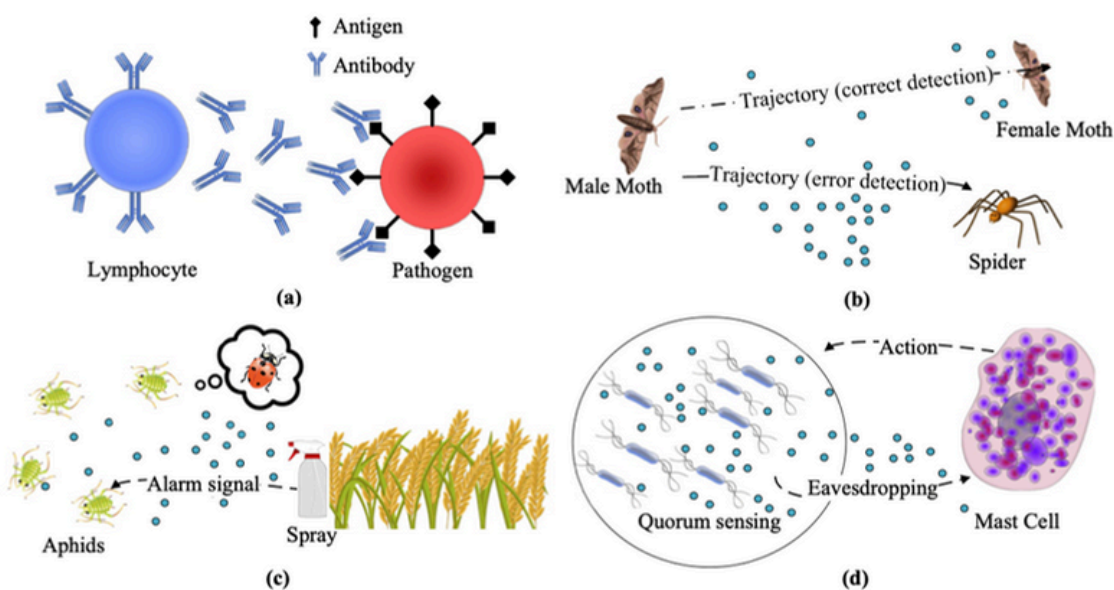 Antigen
Antibody
Lymphocyte
Pathogen
(a)
Trajectory (correct detection)
Female Moth
Male Moth
Trajectory (error detection)
Spider
(b)
Alarm signal
Aphids
Spray
(c)
Action
Eavesdropping
Quorum sensing
Mast Cell
(d)